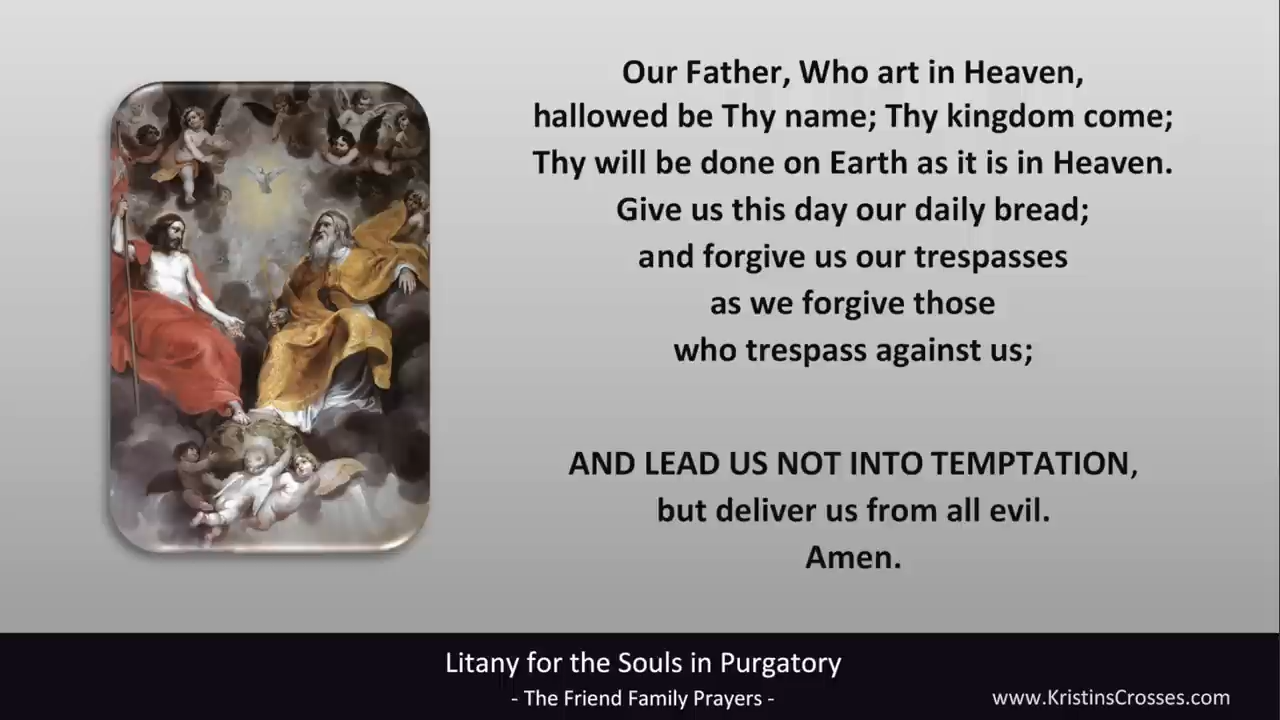 Our Father, Who art in Heaven,
hallowed be Thy name; Thy kingdom come;
Thy will be done on Earth as it is in Heaven.
Give us this day our daily bread;
and forgive us our trespasses
as we forgive those
who trespass against us;
AND LEAD US NOT INTO TEMPTATION,
but deliver us from all evil.
Amen.
Litany for the Souls in Purgatory
- The Friend Family Prayers -
www.KristinsCrosses.com